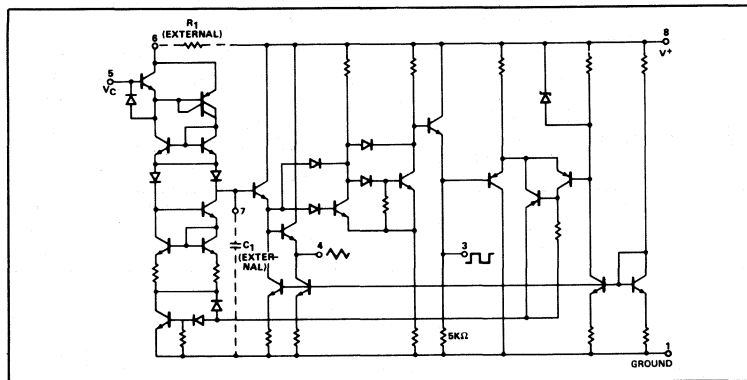 R1
(EXTERNAL)
6
8
V+
5
VC
7
C1
(EXTER-
NAL)
4
3
5KΩ
1
GROUND